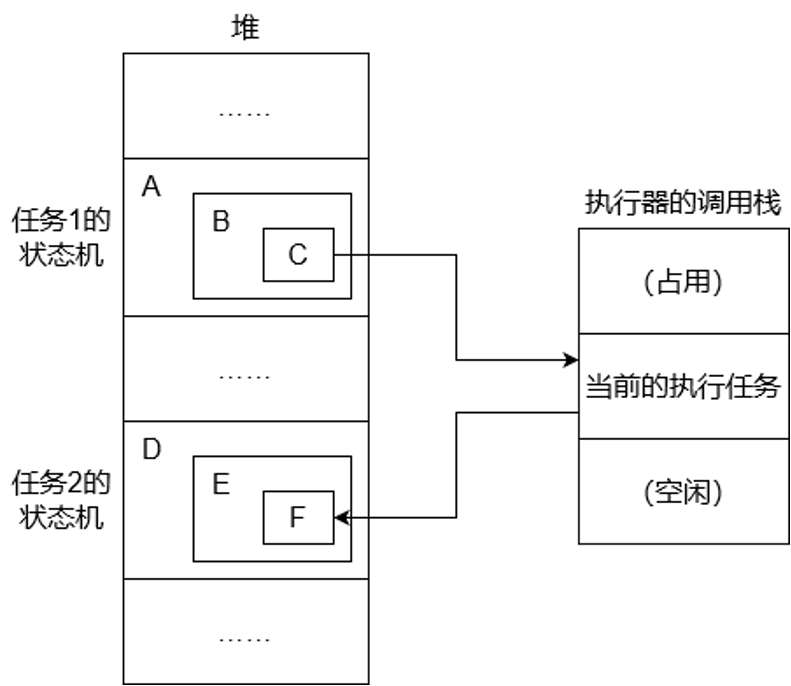 堆
……
任务1的
状态机
A
B
C
……
任务2的
状态机
D
E
F
……
执行器的调用栈
（占用）
当前的执行任务
（空闲）